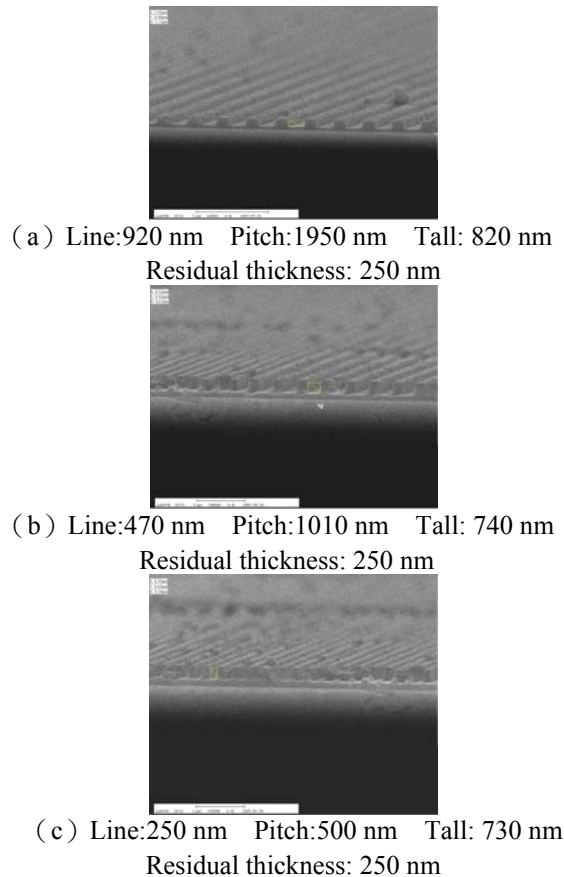 （a）Line:920 nm Pitch:1950 nm Tall: 820 nm
Residual thickness: 250 nm
（b）Line:470 nm Pitch:1010 nm Tall: 740 nm
Residual thickness: 250 nm
（c）Line:250 nm Pitch:500 nm Tall: 730 nm
Residual thickness: 250 nm